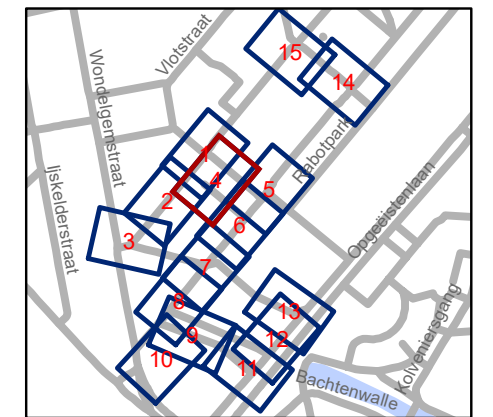 Vlotstraat
15
14
Wondelgemstraat
Rabotpark
1
4
5
Ijskelderstraat
2
6
Opgeëistenlaan
3
7
8
13
9
12
Kolveniersgang
10
11
Bachtenwalle